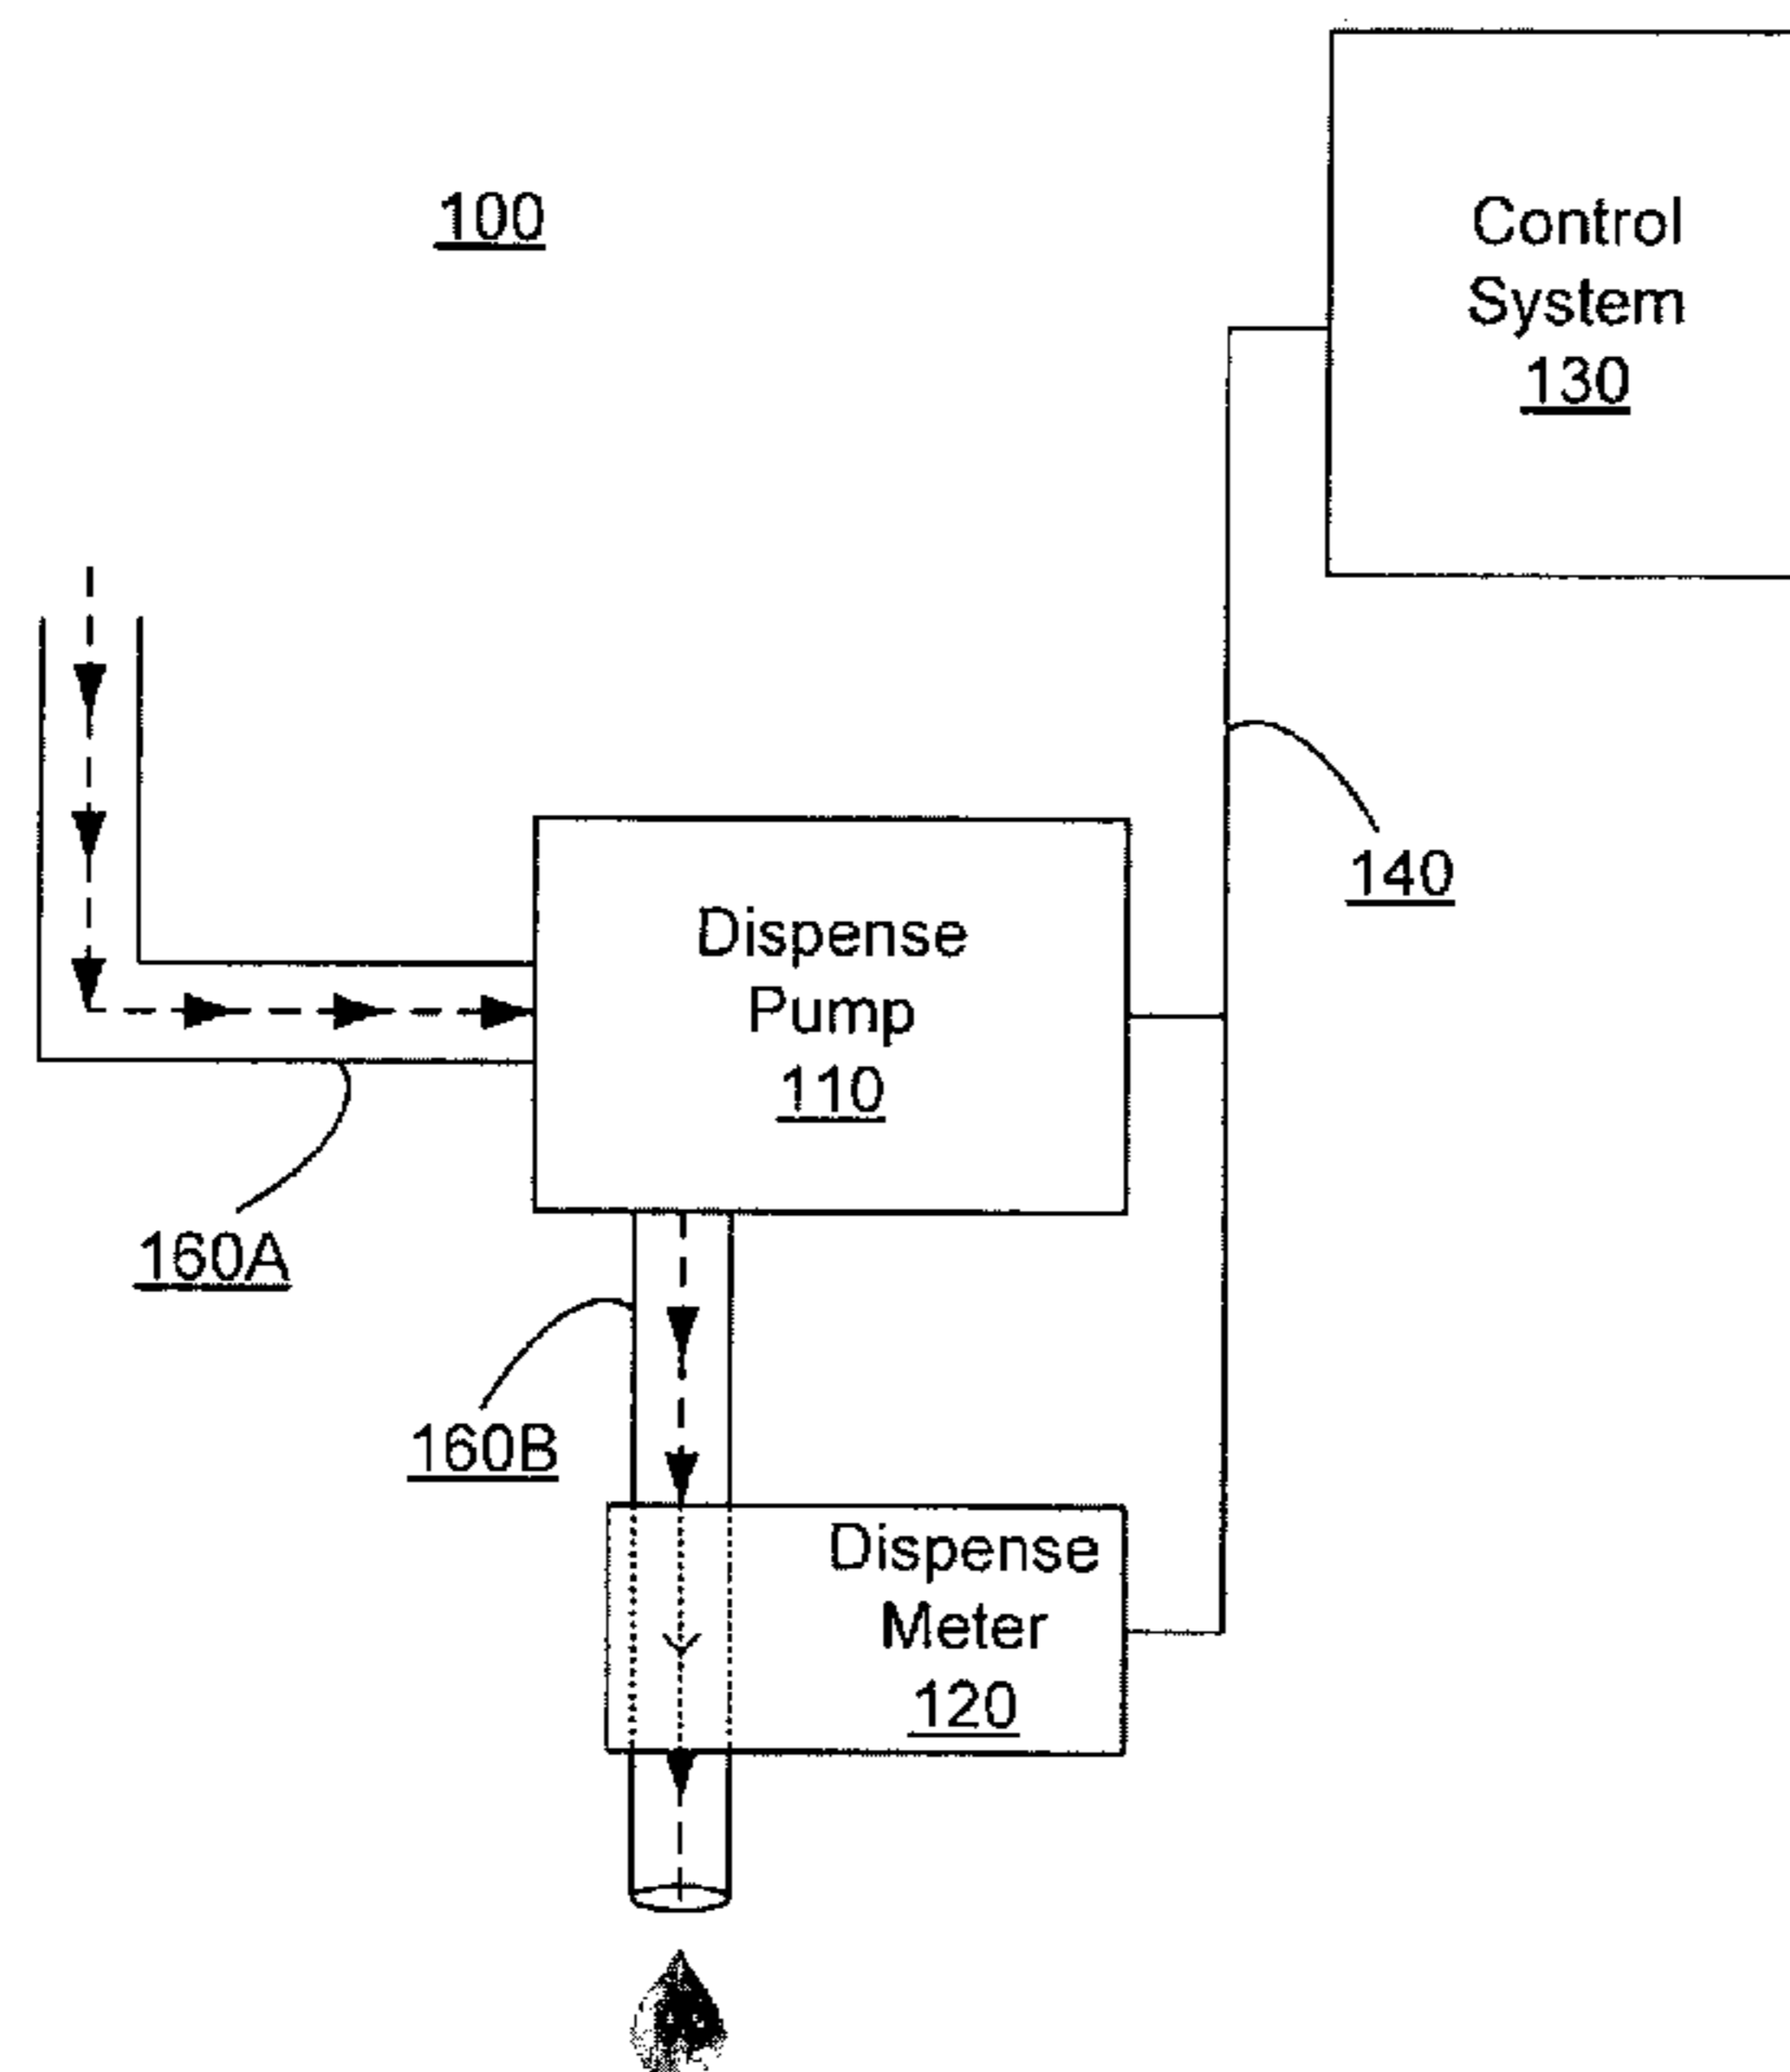 100
Control
System
130
140
Dispense
Pump
110
160A
160B
Dispense
Meter
120